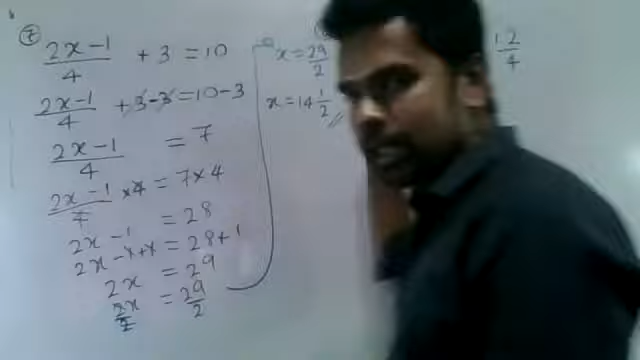 ⑦ (2x-1)/4 + 3 = 10
(2x-1)/4 + 3 - 3 = 10 - 3
(2x-1)/4 = 7
(2x-1)/4 × 4 = 7 × 4
2x - 1 = 28
2x - 1 + 1 = 28 + 1
2x = 29
2x/2 = 29/2
x = 29/2
x = 14 1/2
12/4